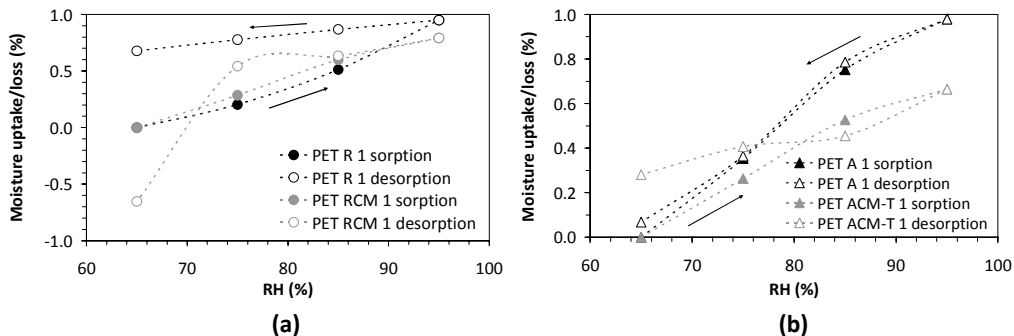 Moisture uptake/loss (%)
1.0
0.5
0.0
-0.5
-1.0
PET R 1 sorption
PET R 1 desorption
PET RCM 1 sorption
PET RCM 1 desorption
60 70 80 90 100
RH (%)
(a)
Moisture uptake/loss (%)
1.0
0.8
0.6
0.4
0.2
0.0
PET A 1 sorption
PET A 1 desorption
PET ACM-T 1 sorption
PET ACM-T 1 desorption
60 70 80 90 100
RH (%)
(b)